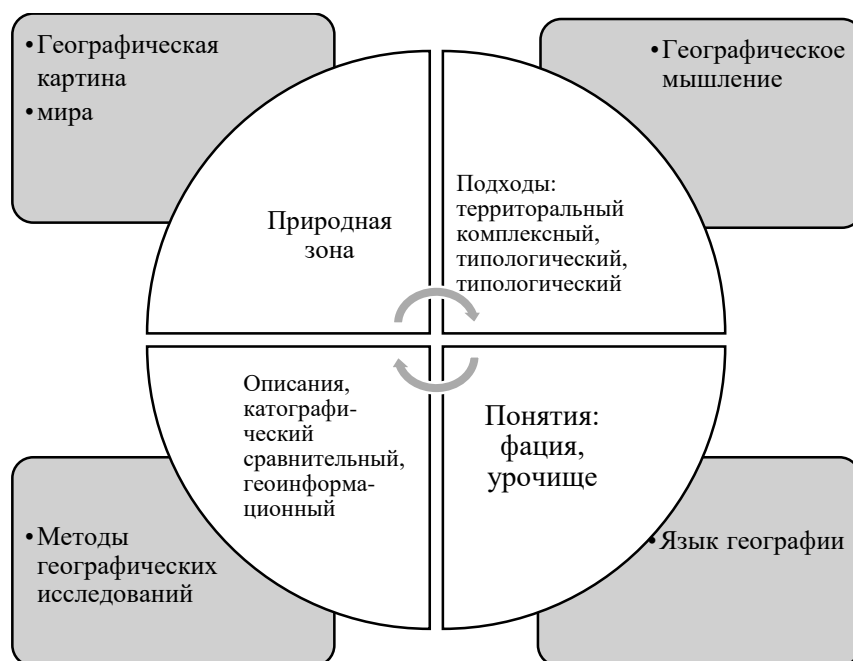 •Географическая
картина
•мира
•Географическое
мышление
Природная
зона
Подходы:
территоральный
комплексный,
типологический,
типологический
Описания,
катографи-
ческий
сравнительный,
геоинформа-
ционный
Понятия:
фация,
урочище
•Методы
географических
исследований
•Язык географии